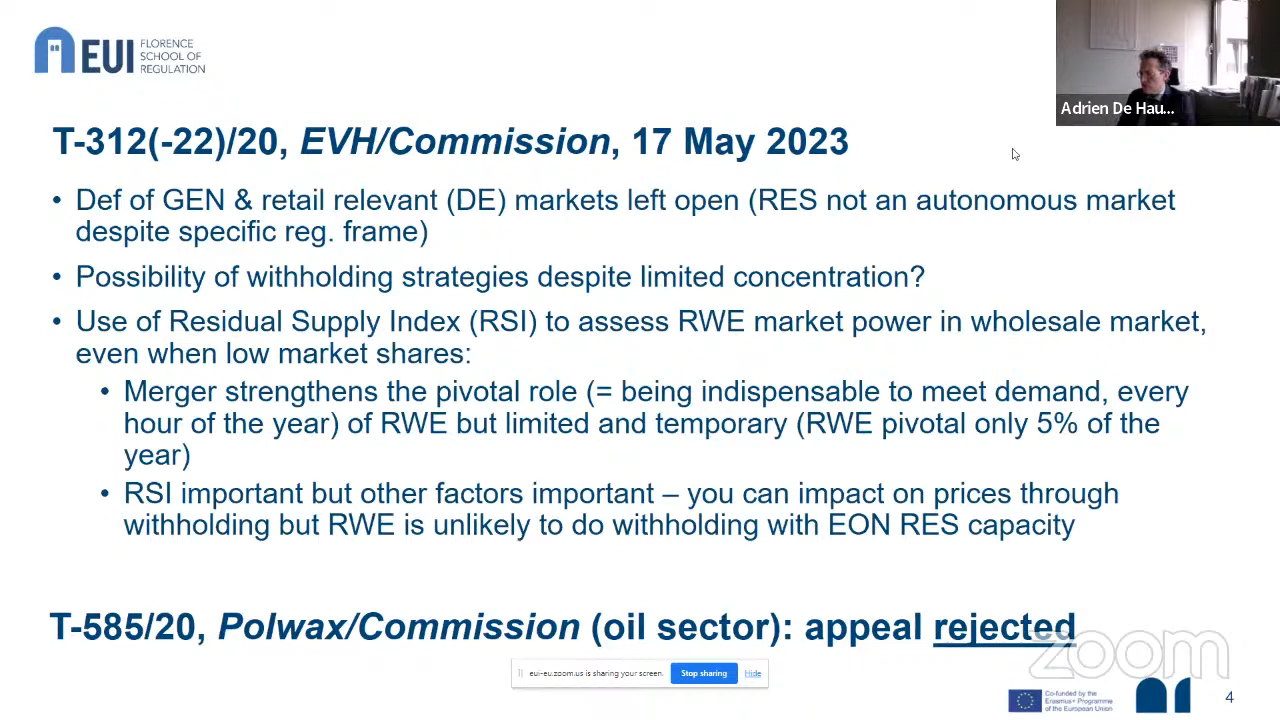 EUI
FLORENCE
SCHOOL OF
REGULATION
Adrien De Hau...
T-312(-22)/20, EVH/Commission, 17 May 2023
• Def of GEN & retail relevant (DE) markets left open (RES not an autonomous market
despite specific reg. frame)
• Possibility of withholding strategies despite limited concentration?
• Use of Residual Supply Index (RSI) to assess RWE market power in wholesale market,
even when low market shares:
• Merger strengthens the pivotal role (= being indispensable to meet demand, every
hour of the year) of RWE but limited and temporary (RWE pivotal only 5% of the
year)
• RSI important but other factors important – you can impact on prices through
withholding but RWE is unlikely to do withholding with EON RES capacity
T-585/20, Polwax/Commission (oil sector): appeal rejected
zoom
eui-eu.zoom.us is sharing your screen. Stop sharing Hide
Co-funded by the
Erasmus+ Programme
of the European Union
4